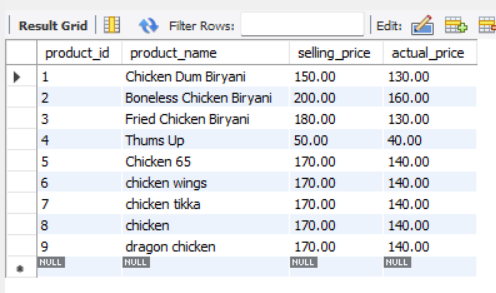 Result Grid Filter Rows: Edit:
product_id product_name selling_price actual_price
1 Chicken Dum Biryani 150.00 130.00
2 Boneless Chicken Biryani 200.00 160.00
3 Fried Chicken Biryani 180.00 130.00
4 Thums Up 50.00 40.00
5 Chicken 65 170.00 140.00
6 chicken wings 170.00 140.00
7 chicken tikka 170.00 140.00
8 chicken 170.00 140.00
9 dragon chicken 170.00 140.00
NULL NULL NULL NULL